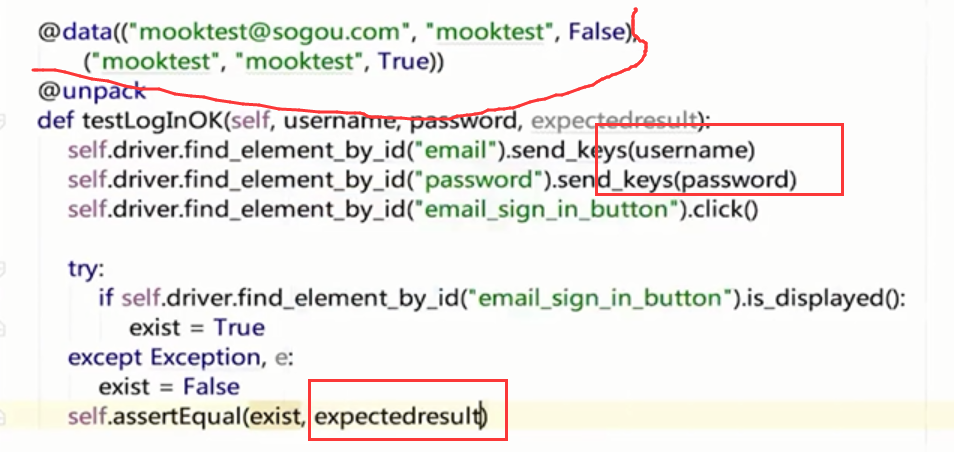 @data(("mooktest@sogou.com", "mooktest", False),
("mooktest", "mooktest", True))
@unpack
def testLogInOK(self, username, password, expectedresult):
self.driver.find_element_by_id("email").send_keys(username)
self.driver.find_element_by_id("password").send_keys(password)
self.driver.find_element_by_id("email_sign_in_button").click()
try:
if self.driver.find_element_by_id("email_sign_in_button").is_displayed():
exist = True
except Exception, e:
exist = False
self.assertEqual(exist, expectedresult)